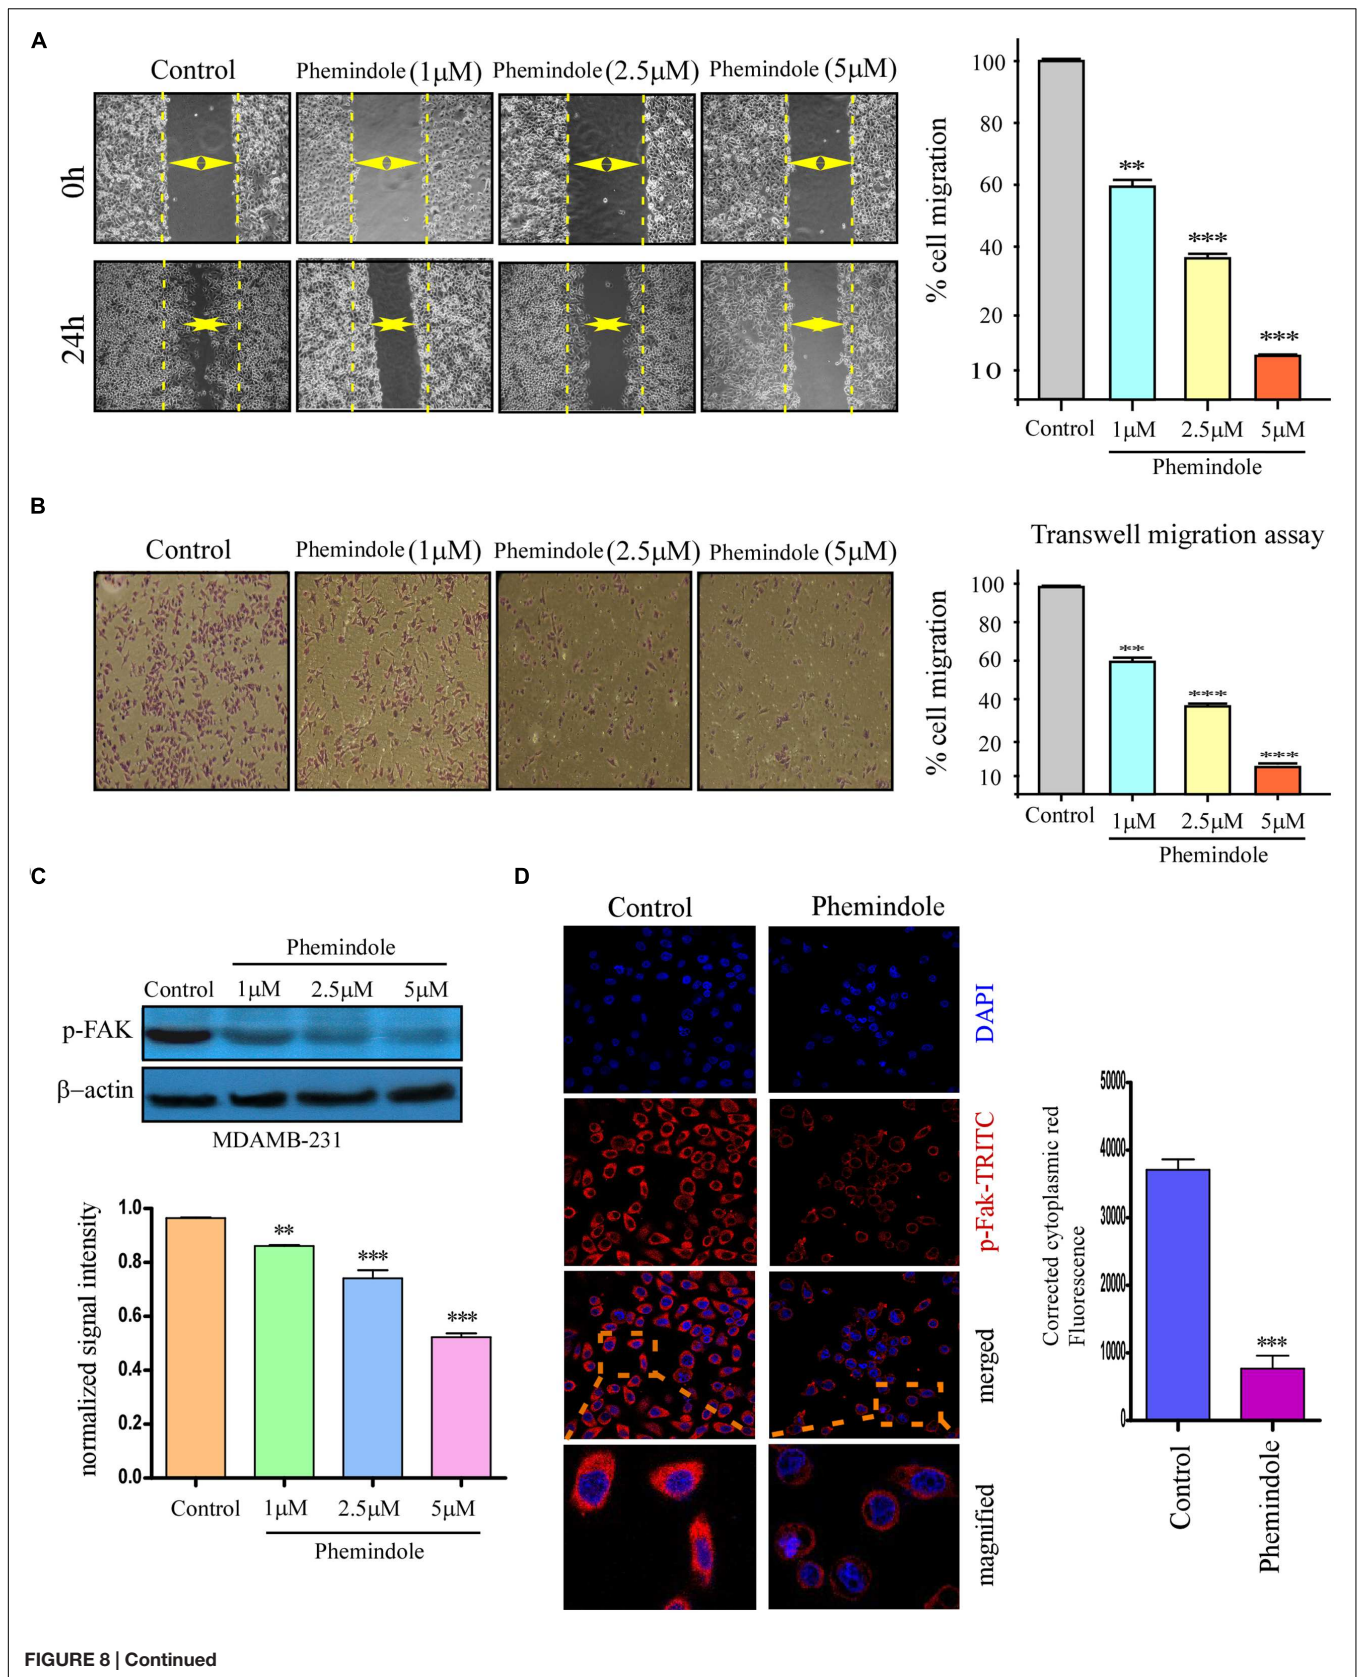 A
Control
Phemindole (1µM)
Phemindole (2.5µM)
Phemindole (5µM)
0h
24h
% cell migration
100
80
60
40
20
10
**
***
***
Control
1µM
2.5µM
5µM
Phemindole
B
Control
Phemindole (1µM)
Phemindole (2.5µM)
Phemindole (5µM)
Transwell migration assay
% cell migration
100
80
60
40
20
10
**
***
***
Control
1µM
2.5µM
5µM
Phemindole
C
Phemindole
Control
1µM
2.5µM
5µM
p-FAK
β–actin
MDAMB-231
normalized signal intensity
1.0
0.8
0.6
0.4
0.2
0.0
**
***
***
Control
1µM
2.5µM
5µM
Phemindole
D
Control
Phemindole
DAPI
p-Fak-TRITC
merged
magnified
Corrected cytoplasmic red
Fluorescence
50000
40000
30000
20000
10000
0
***
Control
Phemindole
FIGURE 8 | Continued